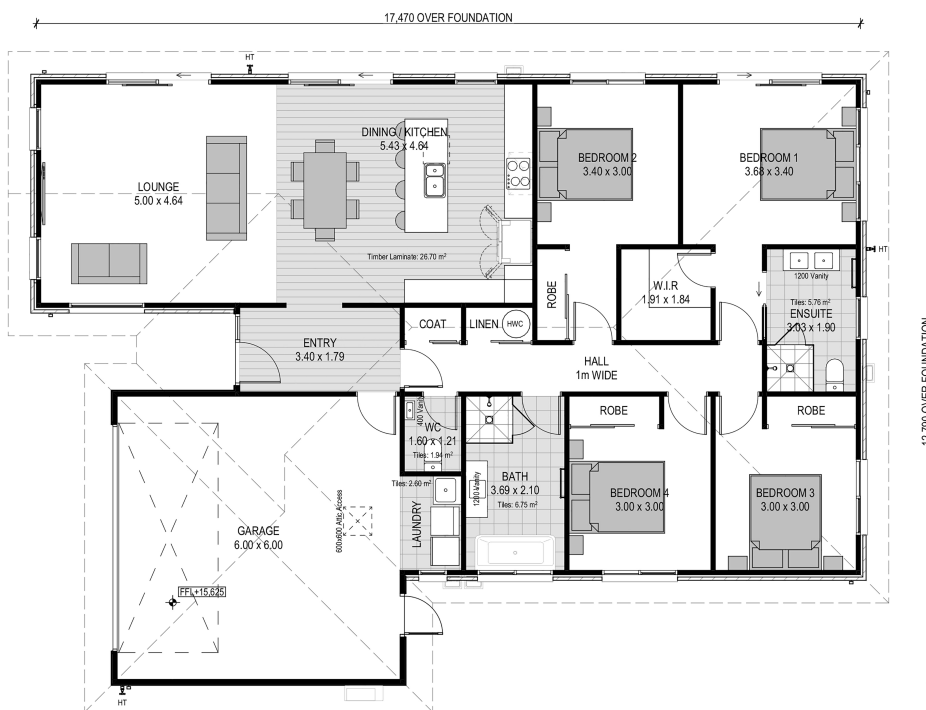 17,470 OVER FOUNDATION
HT
DINING / KITCHEN
5.43 x 4.64
BEDROOM 2
3.40 x 3.00
BEDROOM 1
3.68 x 3.40
LOUNGE
5.00 x 4.64
HT
Timber Laminate: 26.70 m²
1200 Vanity
ROBE
W.I.R
1.91 x 1.84
Tiles: 5.76 m²
ENSUITE
3.03 x 1.90
COAT
LINEN
HWC
ENTRY
3.40 x 1.79
HALL
1m WIDE
12,790 OVER FOUNDATION
400 Vanity
WC
1.60 x 1.21
Tiles: 1.94 m²
ROBE
ROBE
Tiles: 2.60 m²
1200 Vanity
BATH
3.69 x 2.10
Tiles: 6.75 m²
BEDROOM 4
3.00 x 3.00
BEDROOM 3
3.00 x 3.00
600x600 Attic Access
LAUNDRY
GARAGE
6.00 x 6.00
FFL+15,625
HT